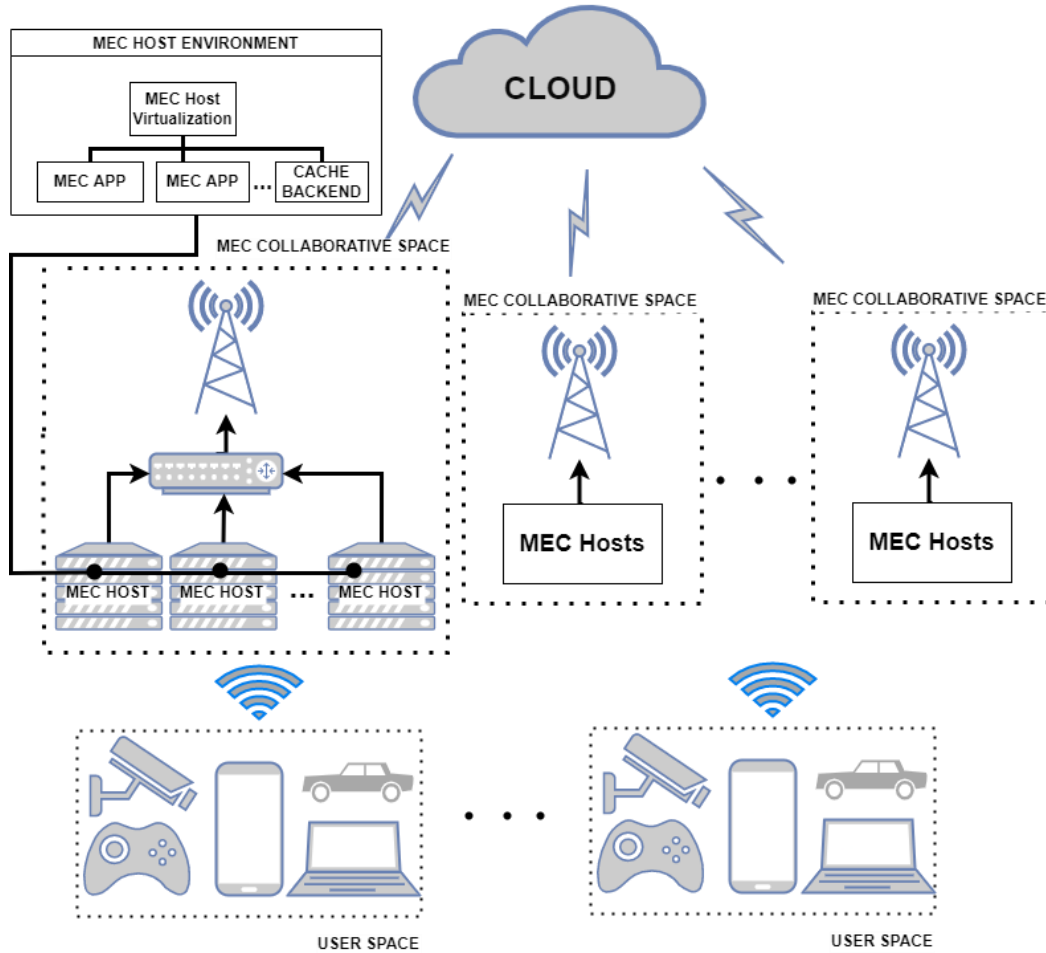 MEC HOST ENVIRONMENT
MEC Host
Virtualization
MEC APP
MEC APP
...
CACHE
BACKEND
CLOUD
MEC COLLABORATIVE SPACE
MEC COLLABORATIVE SPACE
MEC COLLABORATIVE SPACE
MEC HOST
MEC HOST
...
MEC HOST
MEC Hosts
MEC Hosts
USER SPACE
USER SPACE